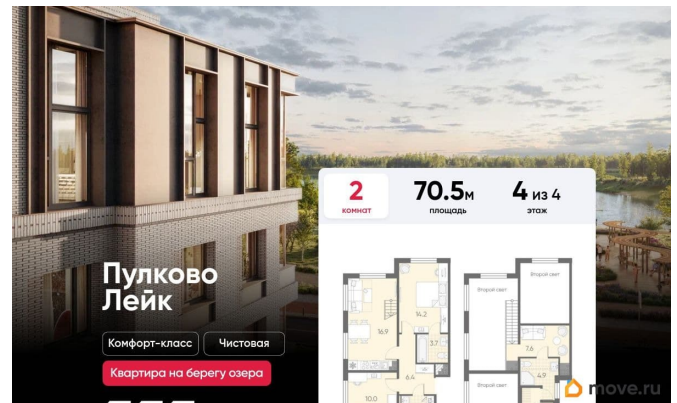 2
комнат
70.5м
площадь
4 из 4
этаж
Пулково
Лейк
Комфорт-класс
Чистовая
Квартира на берегу озера
16.9
14.2
3.7
6.4
10.0
Второй свет
Второй свет
7.6
4.9
Второй свет
move.ru